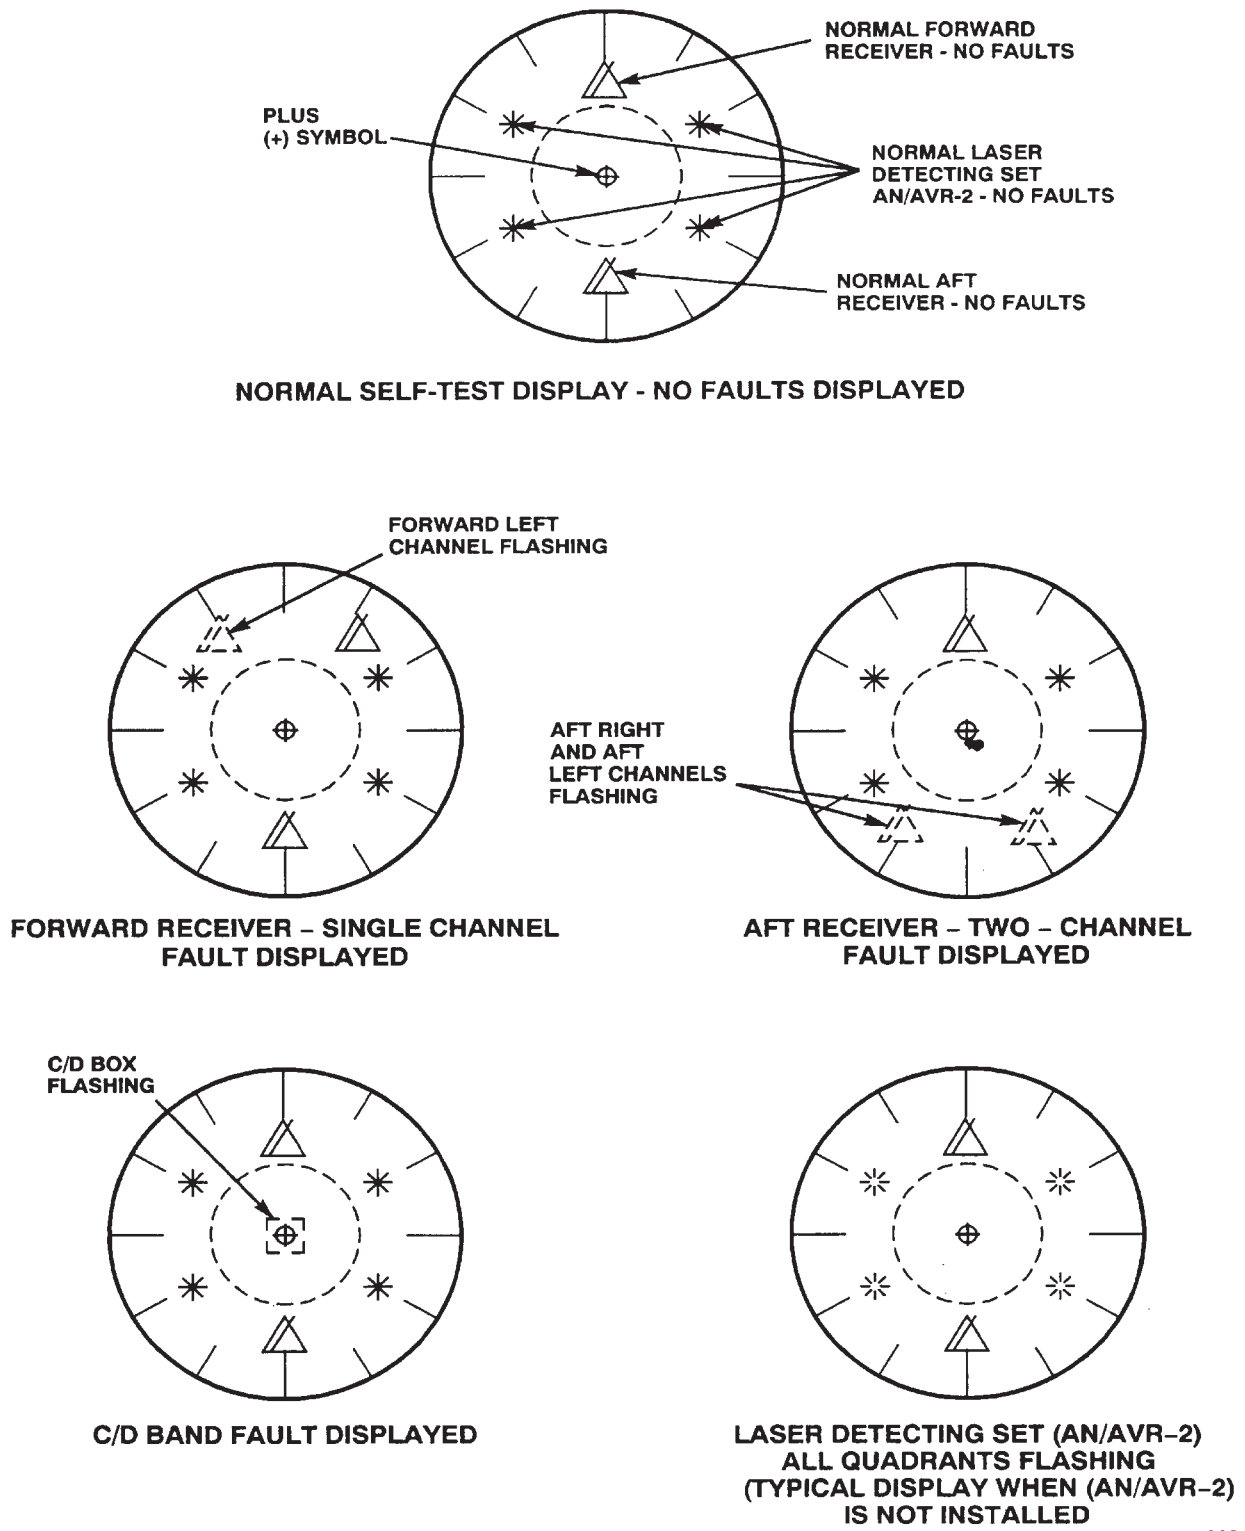 NORMAL FORWARD
RECEIVER - NO FAULTS
PLUS
(+) SYMBOL
NORMAL LASER
DETECTING SET
AN/AVR-2 - NO FAULTS
NORMAL AFT
RECEIVER - NO FAULTS
NORMAL SELF-TEST DISPLAY - NO FAULTS DISPLAYED
FORWARD LEFT
CHANNEL FLASHING
AFT RIGHT
AND AFT
LEFT CHANNELS
FLASHING
FORWARD RECEIVER – SINGLE CHANNEL
FAULT DISPLAYED
AFT RECEIVER – TWO – CHANNEL
FAULT DISPLAYED
C/D BOX
FLASHING
C/D BAND FAULT DISPLAYED
LASER DETECTING SET (AN/AVR–2)
ALL QUADRANTS FLASHING
(TYPICAL DISPLAY WHEN (AN/AVR–2)
IS NOT INSTALLED